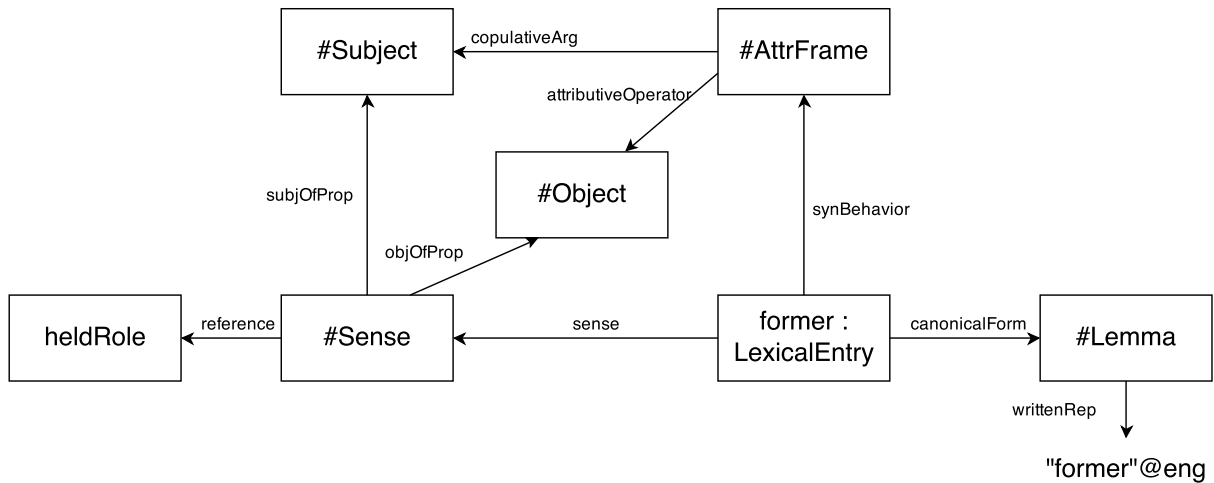 #Subject
copulativeArg
#AttrFrame
attributiveOperator
#Object
subjOfProp
synBehavior
objOfProp
heldRole
reference
#Sense
sense
former :
LexicalEntry
canonicalForm
#Lemma
writtenRep
"former"@eng